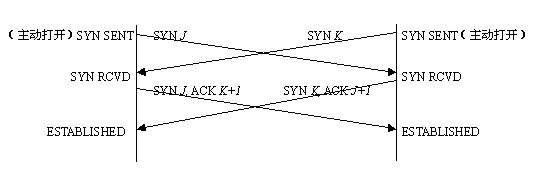 （主动打开） SYN SENT SYN J SYN K SYN SENT（主动打开）
SYN RCVD SYN RCVD
SYN J, ACK K+1 SYN K, ACK J+1
ESTABLISHED ESTABLISHED